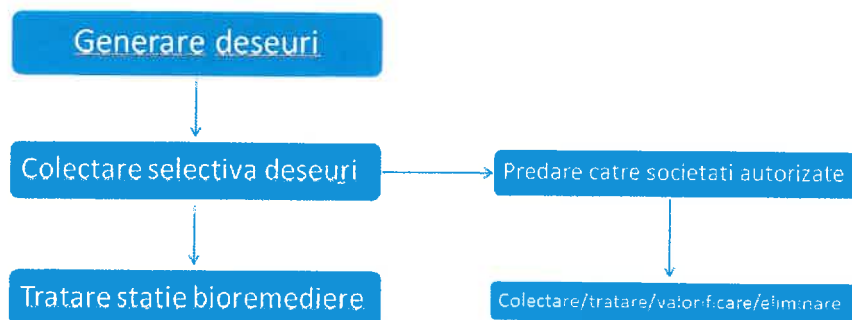 Generare deseuri
Colectare selectiva deseuri
Predare catre societati autorizate
Tratare statie bioremediere
Colectare/tratare/valorificare/eliminare